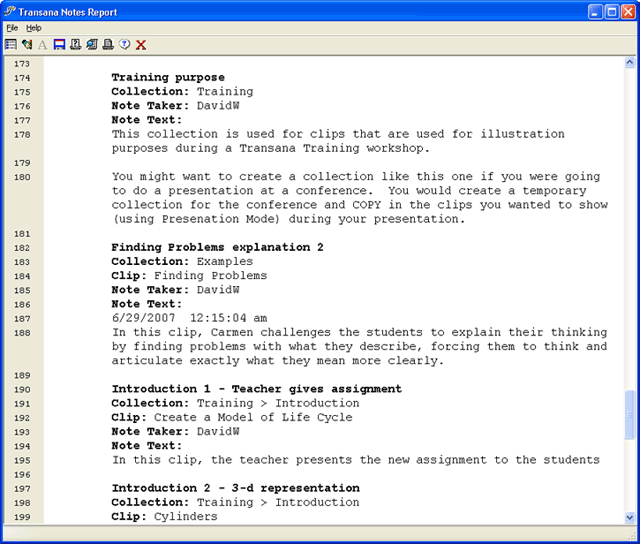 Transana Notes Report
File Help
173
174 Training purpose
175 Collection: Training
176 Note Taker: DavidW
177 Note Text:
178 This collection is used for clips that are used for illustration
purposes during a Transana Training workshop.
179
180 You might want to create a collection like this one if you were going
to do a presentation at a conference.  You would create a temporary
collection for the conference and COPY in the clips you wanted to show
(using Presenation Mode) during your presentation.
181
182 Finding Problems explanation 2
183 Collection: Examples
184 Clip: Finding Problems
185 Note Taker: DavidW
186 Note Text:
187 6/29/2007  12:15:04 am
188 In this clip, Carmen challenges the students to explain their thinking
by finding problems with what they describe, forcing them to think and
articulate exactly what they mean more clearly.
189
190 Introduction 1 - Teacher gives assignment
191 Collection: Training > Introduction
192 Clip: Create a Model of Life Cycle
193 Note Taker: DavidW
194 Note Text:
195 In this clip, the teacher presents the new assignment to the students
196
197 Introduction 2 - 3-d representation
198 Collection: Training > Introduction
199 Clip: Cylinders